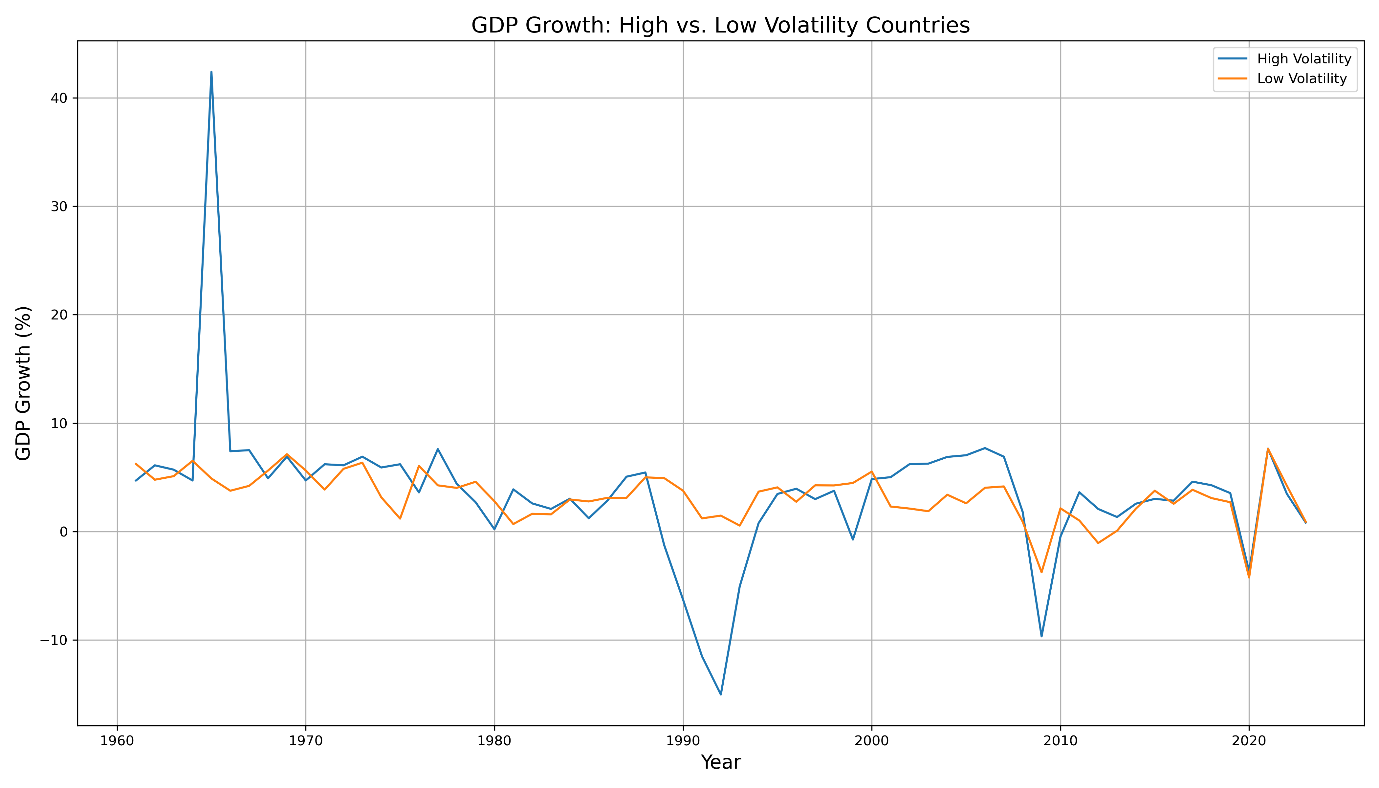 GDP Growth: High vs. Low Volatility Countries
High Volatility
Low Volatility
GDP Growth (%)
40
30
20
10
0
−10
1960
1970
1980
1990
2000
2010
2020
Year